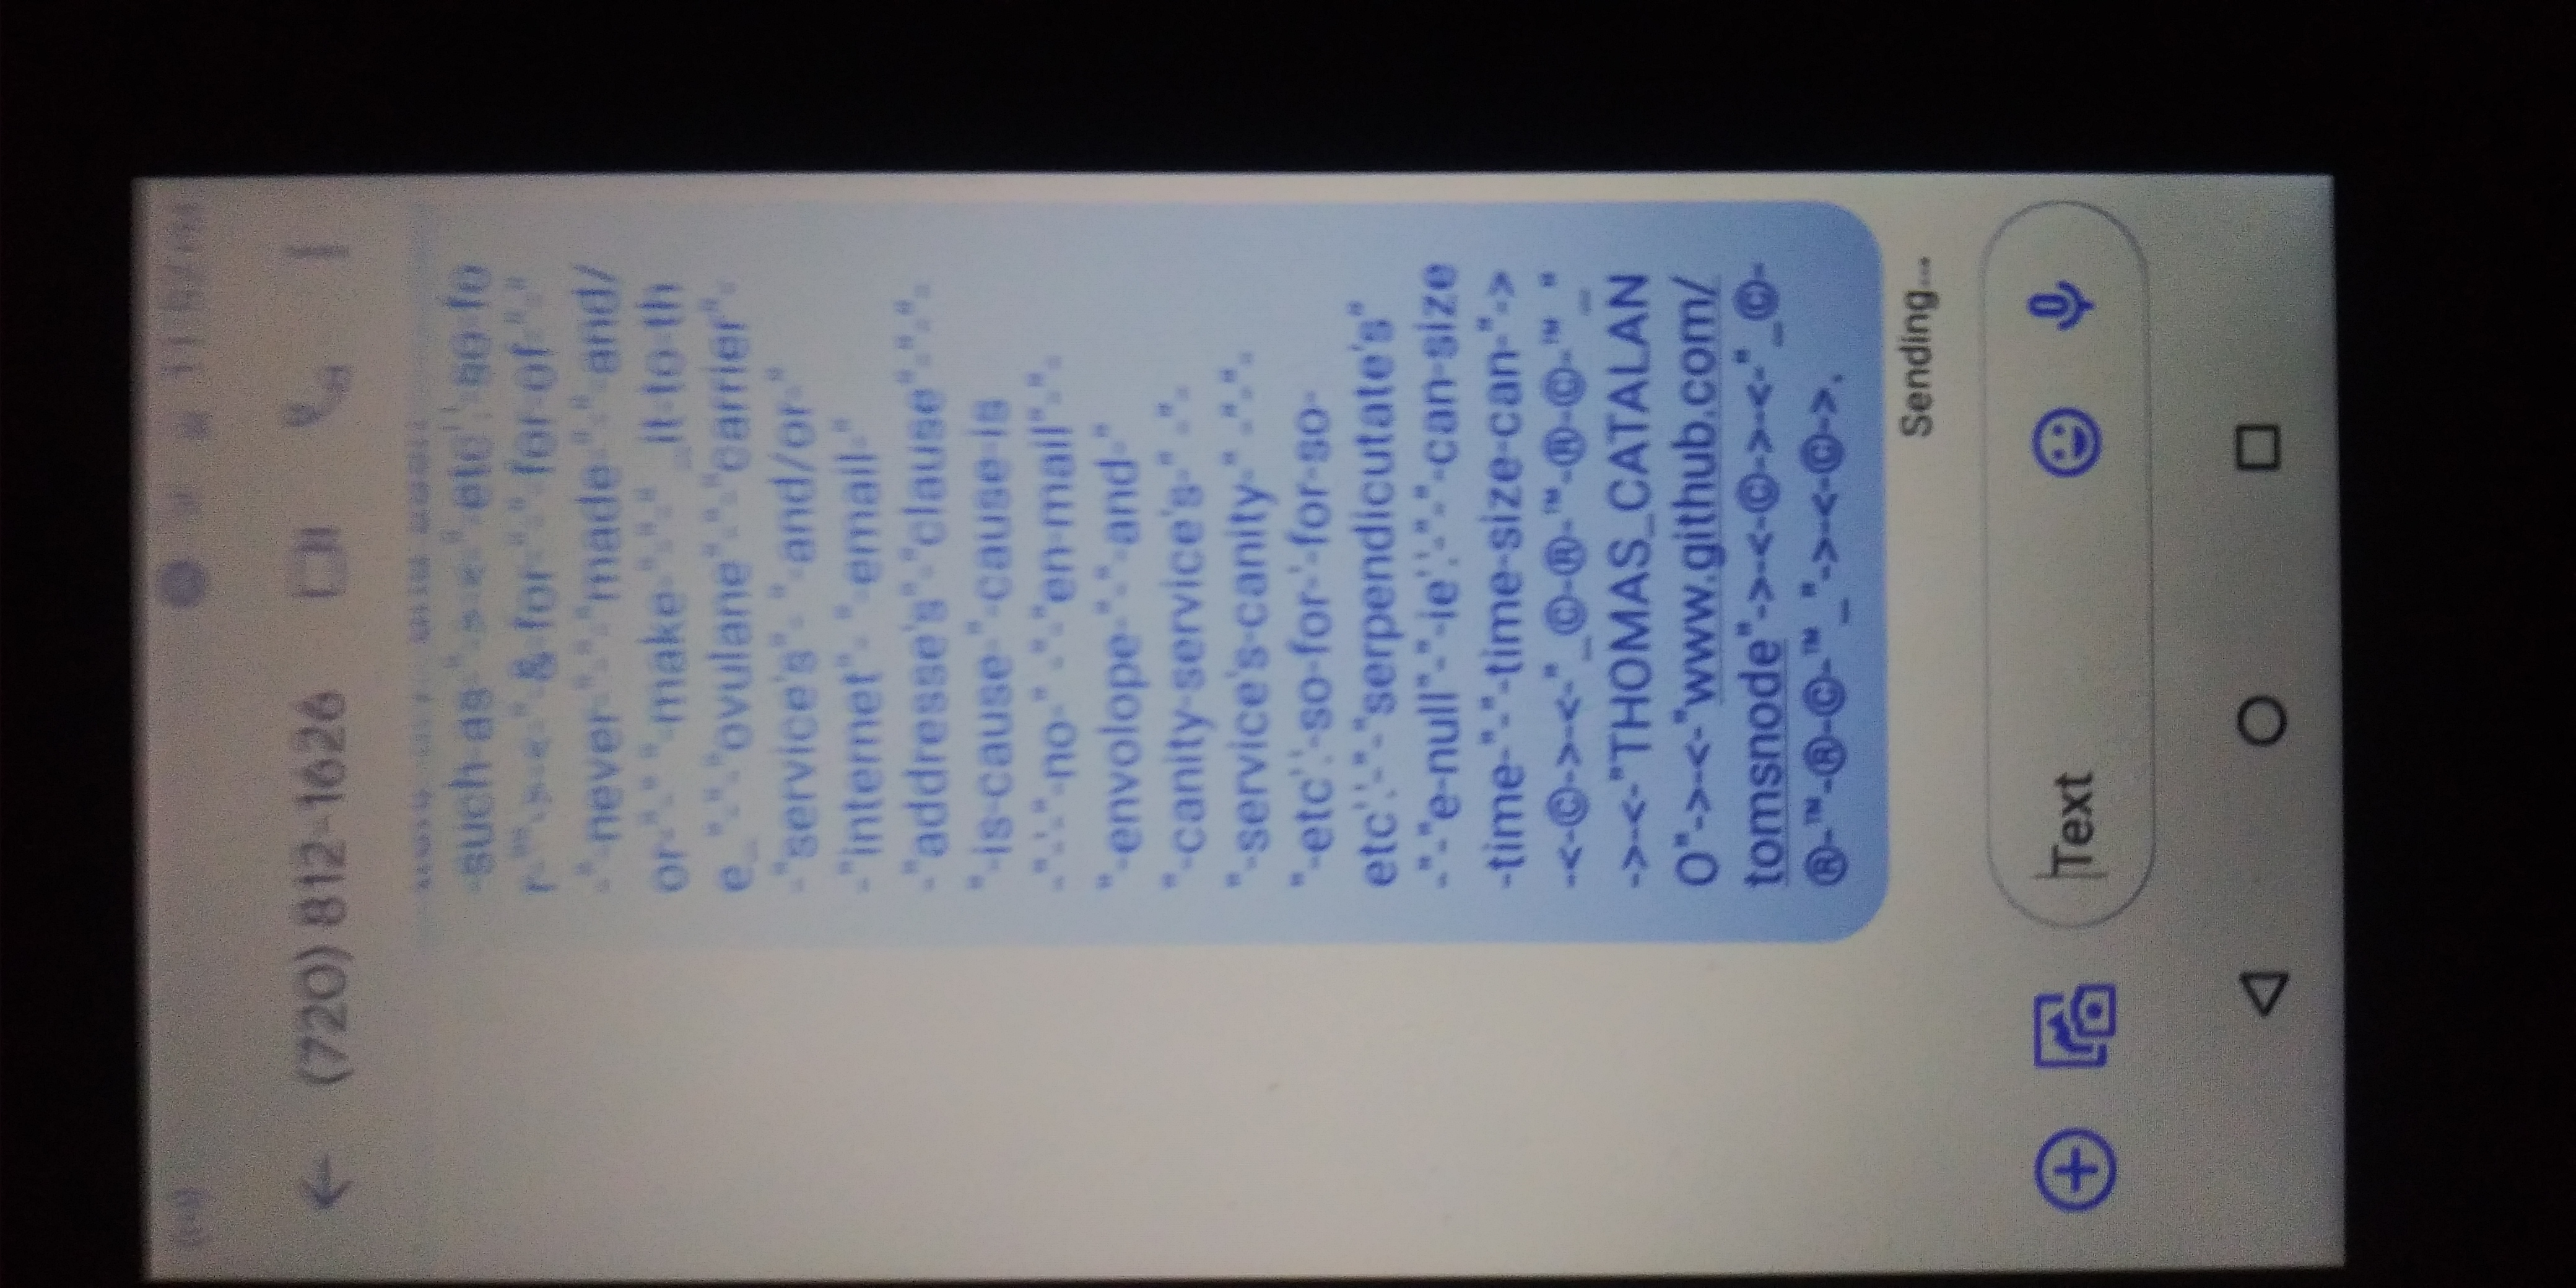 (720) 812-1626
-such-as-"->-<-"-etc'.'-so-fo
r-""->-<-"-&-for-"-"-for-of-"-"
-"-never-"-"-"made-"-"-and/
or-"-" "-make-"-"-" _it-to-th
e_"-"-"ovulane"-"-"carrier"-
-"service's"- "-and/or-"
-"internet"- "-email-"
-"addresse's"-"clause"-"-"-
"-is-cause-"-cause-is
-"-'-"-no-" -"-"en-mail"-"-
"-envolope-"-"-and-"
"-canity-service's-" -"-
"-service's-canity-" -"-"-
"-etc'.'-so-for-'-for-so-
etc'.'-"-"serpendicutate's"
-"-"e-null"-"-ie'.'-"-"-can-size
-time-"-"-time-size-can-"->
-<-©->-<-"_©-®-™-®-©-™_"
->-<-"THOMAS_CATALAN
O"->-<-"www.github.com/
tomsnode"->-<-©->-<-"_©-
®-™-®-©-™_"->-<-©->.
Sending...
Text